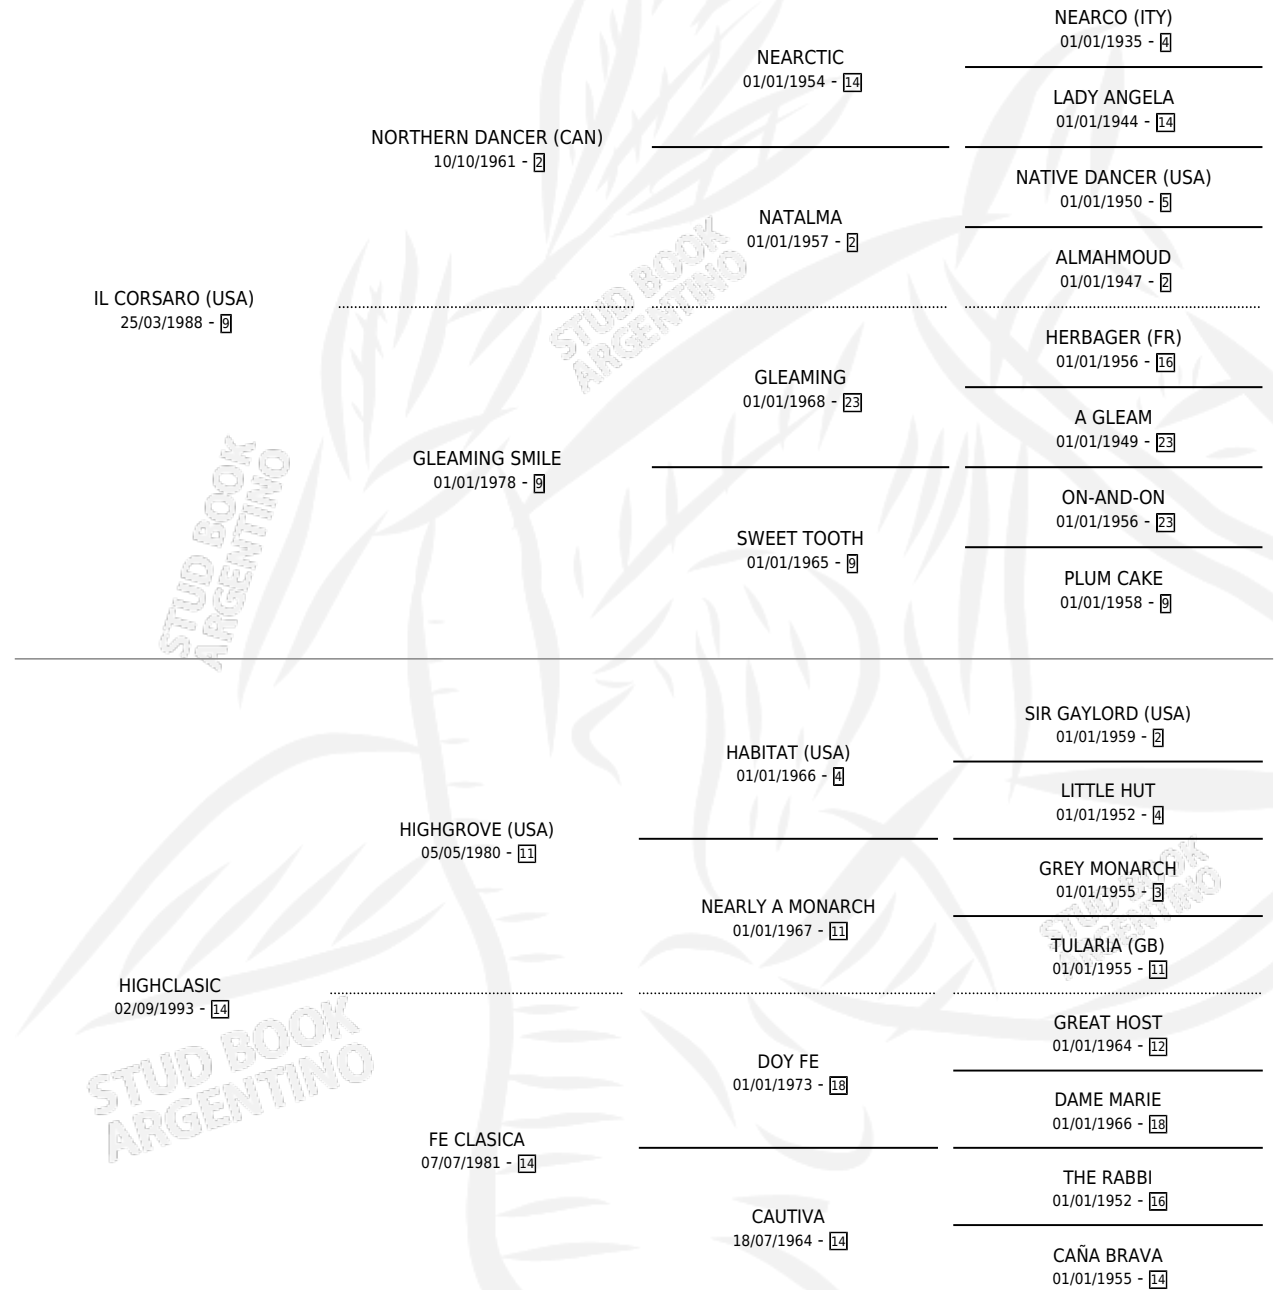 NEARCO (ITY)
01/01/1935 - 4
NEARCTIC
01/01/1954 - 14
LADY ANGELA
01/01/1944 - 14
NORTHERN DANCER (CAN)
10/10/1961 - 2
NATIVE DANCER (USA)
01/01/1950 - 5
NATALMA
01/01/1957 - 2
ALMAHMOUD
01/01/1947 - 2
IL CORSARO (USA)
25/03/1988 - 9
HERBAGER (FR)
01/01/1956 - 16
GLEAMING
01/01/1968 - 23
A GLEAM
01/01/1949 - 23
GLEAMING SMILE
01/01/1978 - 9
ON-AND-ON
01/01/1956 - 23
SWEET TOOTH
01/01/1965 - 9
PLUM CAKE
01/01/1958 - 9
STUD BOOK
ARGENTINO
STUD BOOK
ARGENTINO
SIR GAYLORD (USA)
01/01/1959 - 2
HABITAT (USA)
01/01/1966 - 4
LITTLE HUT
01/01/1952 - 4
HIGHGROVE (USA)
05/05/1980 - 11
GREY MONARCH
01/01/1955 - 3
NEARLY A MONARCH
01/01/1967 - 11
TULARIA (GB)
01/01/1955 - 11
HIGHCLASIC
02/09/1993 - 14
GREAT HOST
01/01/1964 - 12
DOY FE
01/01/1973 - 18
DAME MARIE
01/01/1966 - 18
FE CLASICA
07/07/1981 - 14
THE RABBI
01/01/1952 - 16
CAUTIVA
18/07/1964 - 14
CAÑA BRAVA
01/01/1955 - 14
STUD BOOK
ARGENTINO
STUD BOOK
ARGENTINO